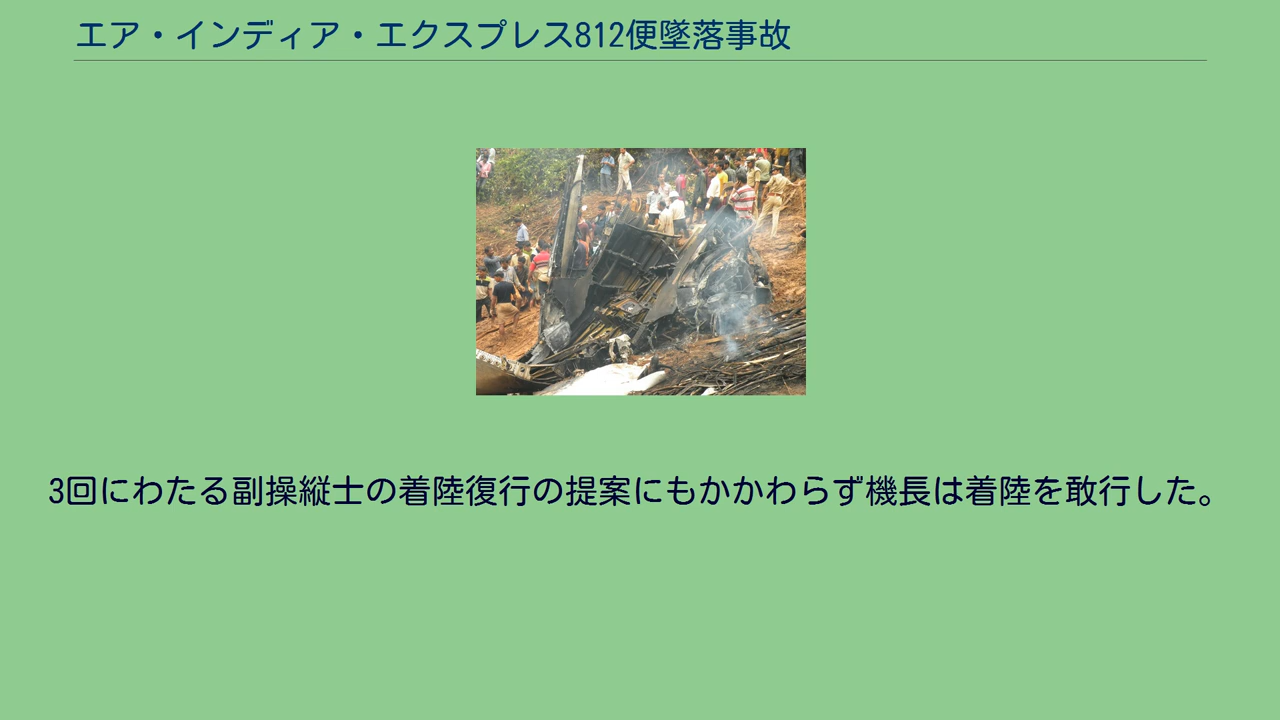 エア・インディア・エクスプレス812便墜落事故
3回にわたる副操縦士の着陸復行の提案にもかかわらず機長は着陸を敢行した。